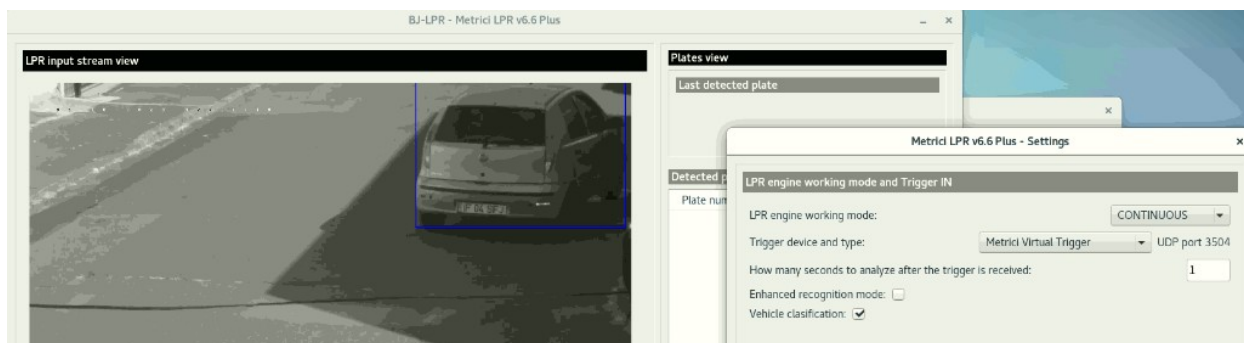 BJ-LPR - Metrici LPR v6.6 Plus
LPR input stream view
Plates view
Last detected plate
Metrici LPR v6.6 Plus - Settings
Detected p
Plate num
LPR engine working mode and Trigger IN
LPR engine working mode: CONTINUOUS
Trigger device and type: Metrici Virtual Trigger UDP port 3504
How many seconds to analyze after the trigger is received: 1
Enhanced recognition mode:
Vehicle clasification: